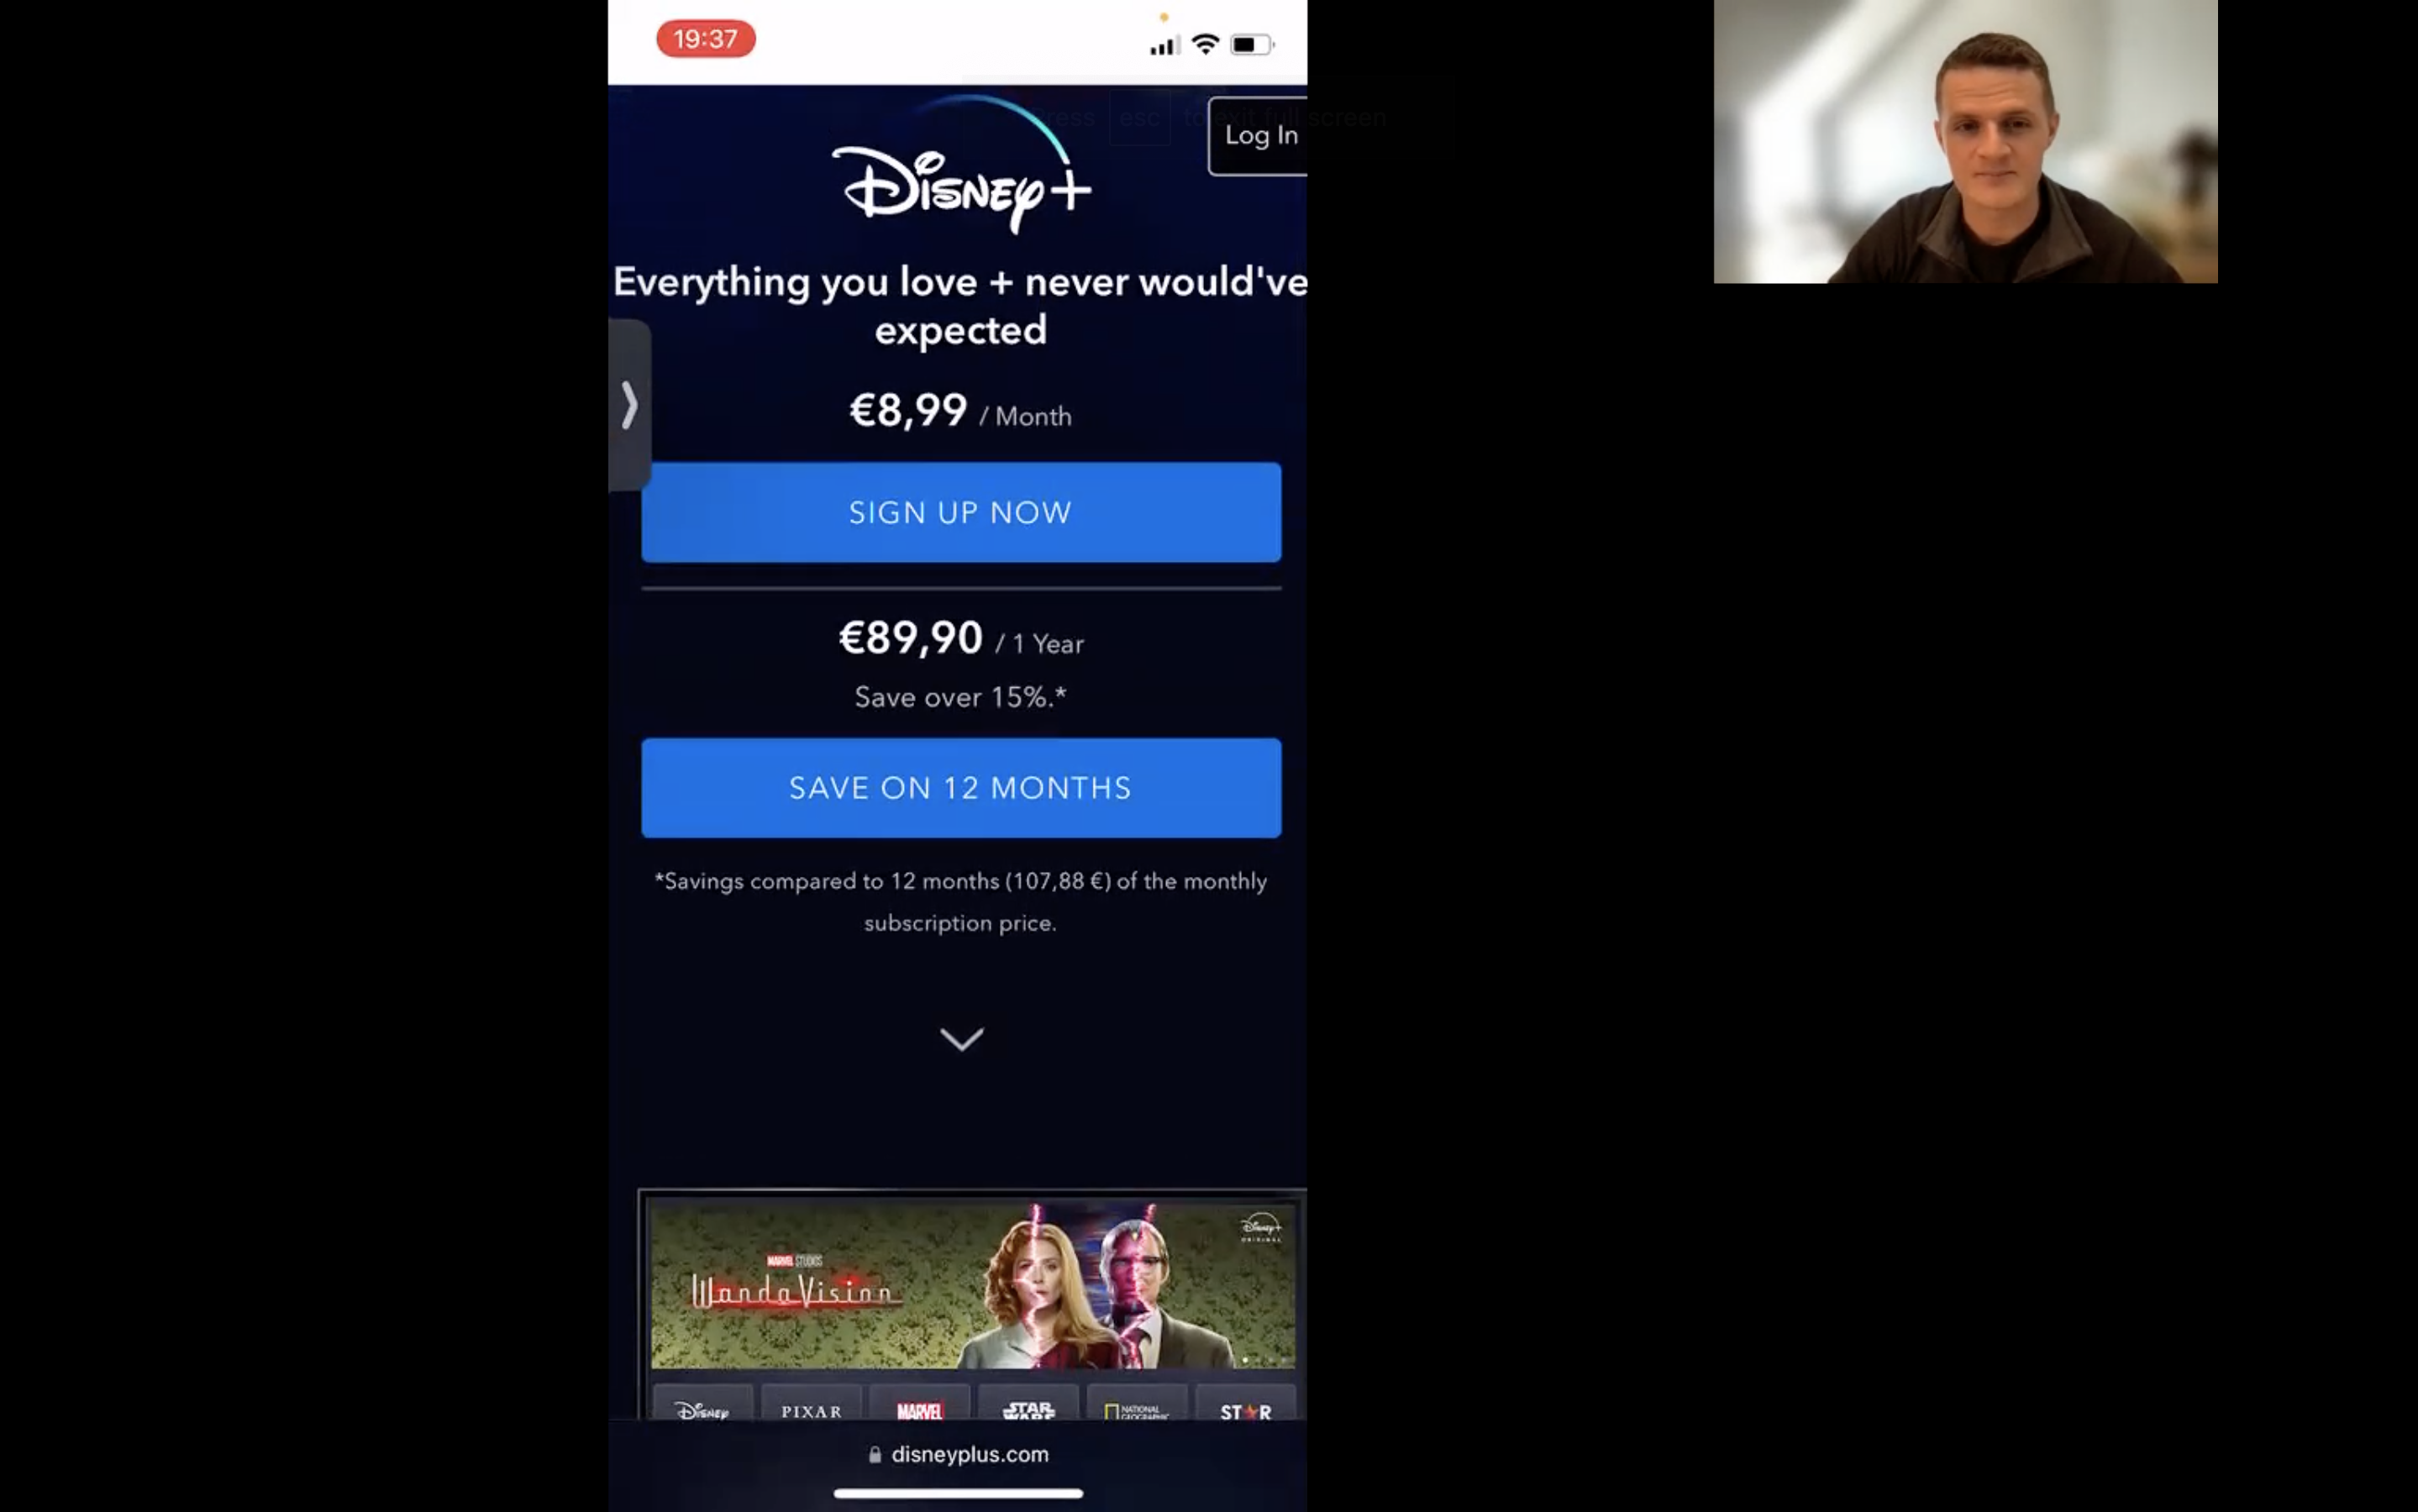 19:37
Press esc to exit full screen
Log In
Disney+
Everything you love + never would've
expected
€8,99 / Month
SIGN UP NOW
€89,90 / 1 Year
Save over 15%.*
SAVE ON 12 MONTHS
*Savings compared to 12 months (107,88 €) of the monthly
subscription price.
Disney+
ORIGINAL
MARVEL STUDIOS
WandaVision
Disney PIXAR MARVEL STAR WARS NATIONAL GEOGRAPHIC STAR
disneyplus.com